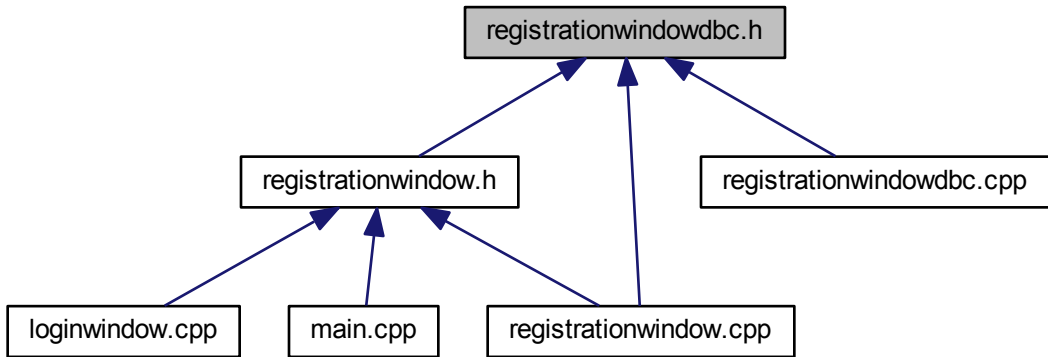 registrationwindowdbc.h
registrationwindow.h
registrationwindowdbc.cpp
loginwindow.cpp
main.cpp
registrationwindow.cpp